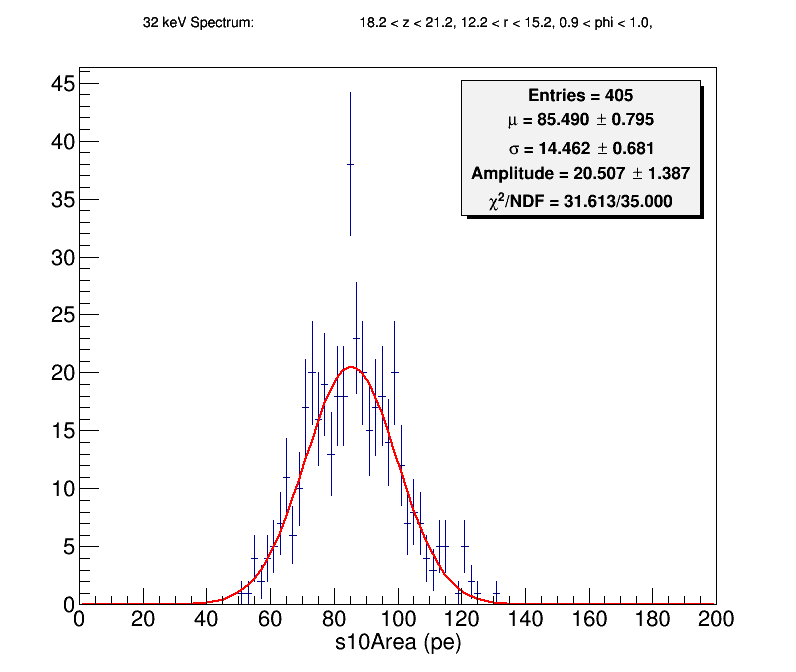 32 keV Spectrum: 18.2 < z < 21.2, 12.2 < r < 15.2, 0.9 < phi < 1.0,
Entries = 405
μ = 85.490 ± 0.795
σ = 14.462 ± 0.681
Amplitude = 20.507 ± 1.387
χ²/NDF = 31.613/35.000
45
40
35
30
25
20
15
10
5
0
0 20 40 60 80 100 120 140 160 180 200
s10Area (pe)